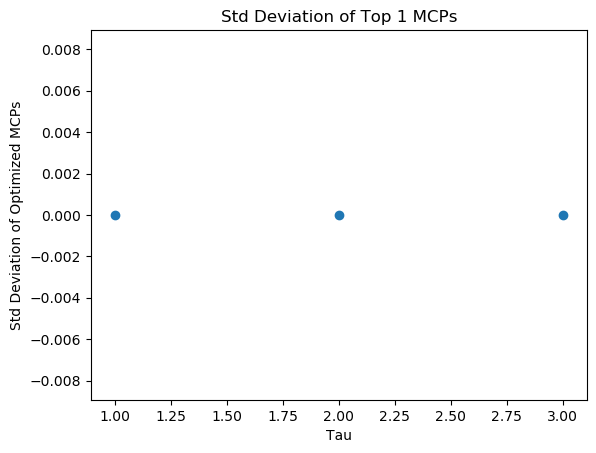 Std Deviation of Top 1 MCPs
Std Deviation of Optimized MCPs
0.008
0.006
0.004
0.002
0.000
−0.002
−0.004
−0.006
−0.008
1.00 1.25 1.50 1.75 2.00 2.25 2.50 2.75 3.00
Tau